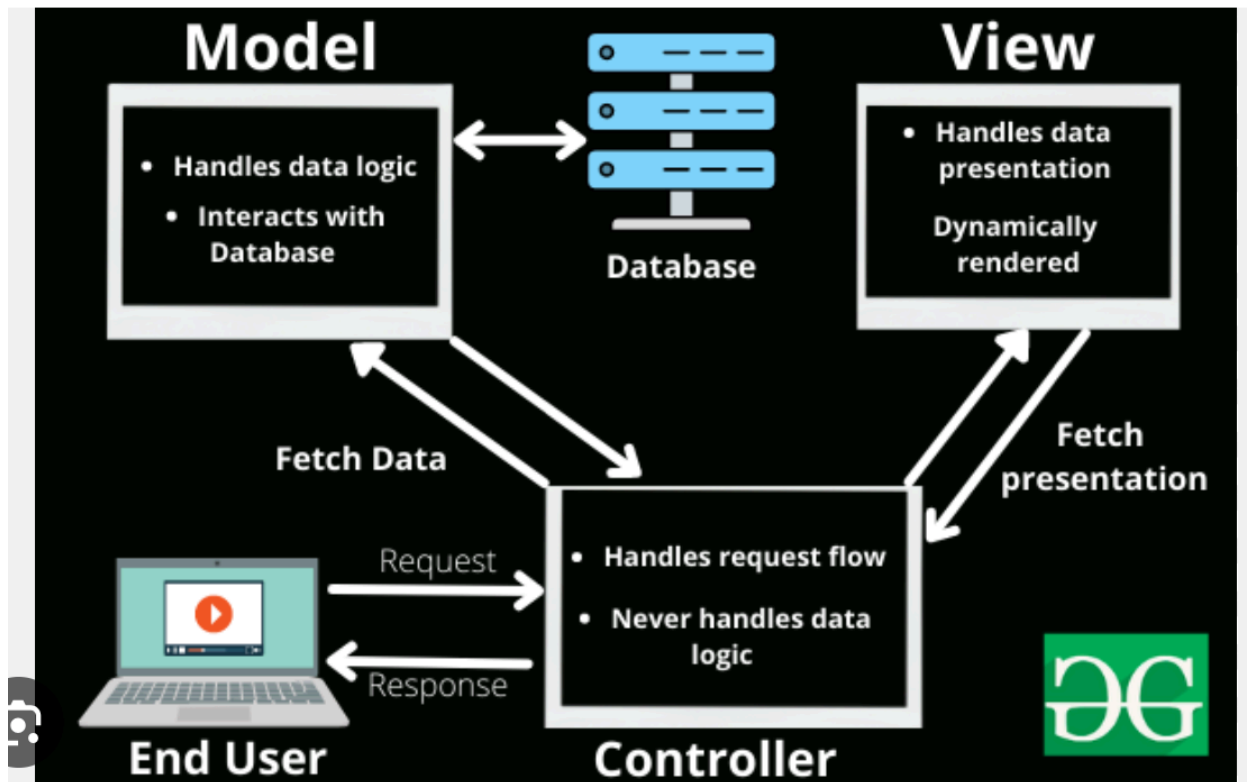 Model
View
• Handles data logic
• Interacts with
Database
Database
• Handles data
presentation
Dynamically
rendered
Fetch Data
Fetch
presentation
Request
Response
• Handles request flow
• Never handles data
logic
End User
Controller